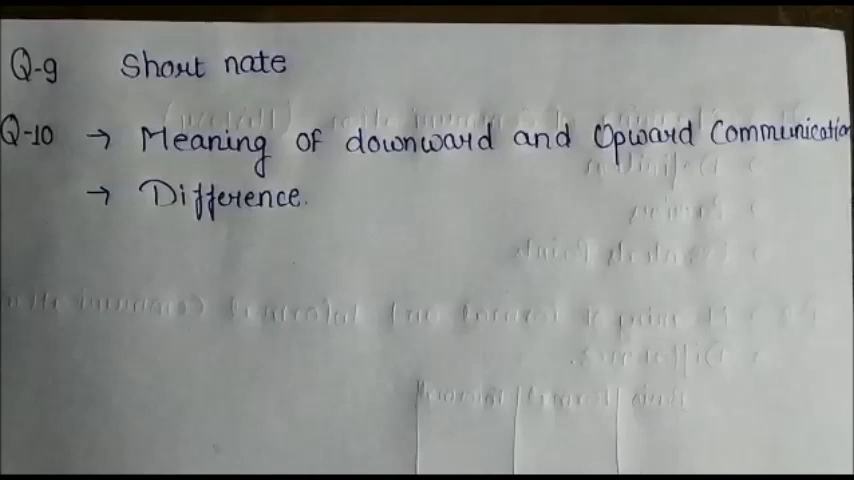 Q-9 Short nate
Q-10 → Meaning of downward and Upward Communication
→ Difference.